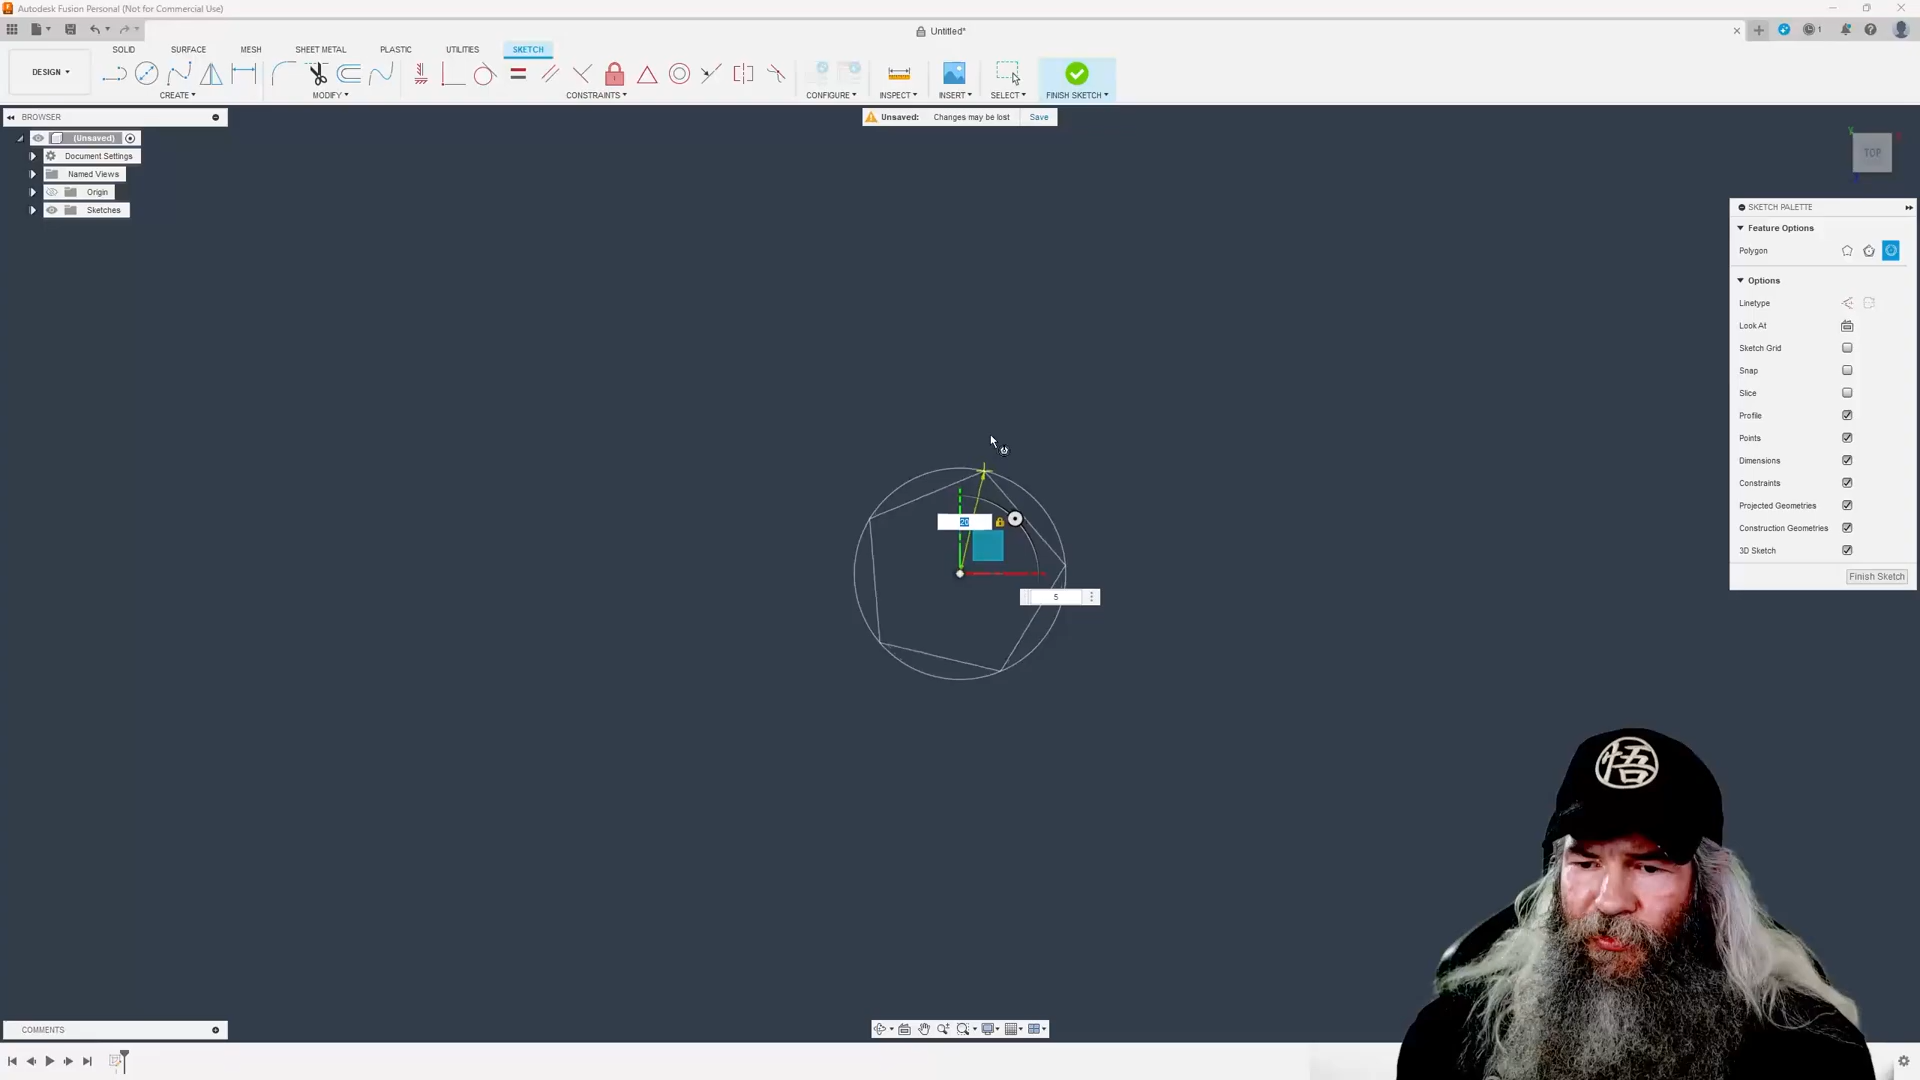 Autodesk Fusion Personal (Not for Commercial Use)
Untitled*
1
SOLID SURFACE MESH SHEET METAL PLASTIC UTILITIES SKETCH
DESIGN
CREATE MODIFY CONSTRAINTS CONFIGURE INSPECT INSERT SELECT FINISH SKETCH
BROWSER
Unsaved: Changes may be lost Save
(Unsaved)
Document Settings
Named Views
Origin
Sketches
TOP
SKETCH PALETTE
Feature Options
Polygon
Options
Linetype
Look At
Sketch Grid
Snap
Slice
Profile
Points
Dimensions
Constraints
Projected Geometries
Construction Geometries
3D Sketch
Finish Sketch
20
5
悟
COMMENTS